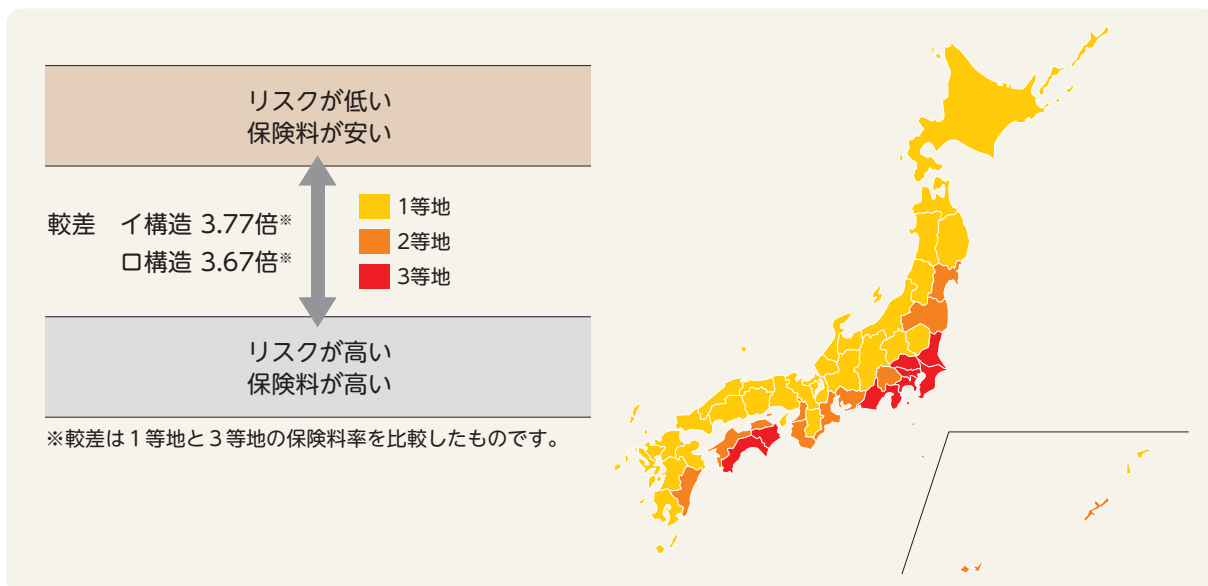 リスクが低い
保険料が安い
較差 イ構造 3.77倍※
ロ構造 3.67倍※
1等地
2等地
3等地
リスクが高い
保険料が高い
※較差は1等地と3等地の保険料率を比較したものです。